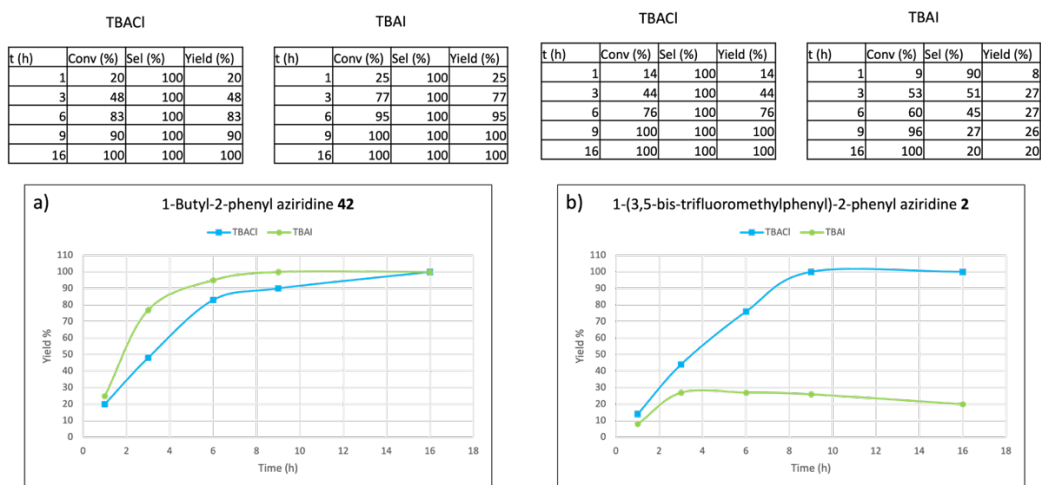 TBACl TBAI TBACl TBAI
t (h) Conv (%) Sel (%) Yield (%)
1 20 100 20
3 48 100 48
6 83 100 83
9 90 100 90
16 100 100 100
t (h) Conv (%) Sel (%) Yield (%)
1 25 100 25
3 77 100 77
6 95 100 95
9 100 100 100
16 100 100 100
t (h) Conv (%) Sel (%) Yield (%)
1 14 100 14
3 44 100 44
6 76 100 76
9 100 100 100
16 100 100 100
t (h) Conv (%) Sel (%) Yield (%)
1 9 90 8
3 53 51 27
6 60 45 27
9 96 27 26
16 100 20 20
a) 1-Butyl-2-phenyl aziridine 42
TBACl TBAI
110
100
90
80
70
60
50
40
30
20
10
0
Yield %
0 2 4 6 8 10 12 14 16 18
Time (h)
b) 1-(3,5-bis-trifluoromethylphenyl)-2-phenyl aziridine 2
TBACl TBAI
110
100
90
80
70
60
50
40
30
20
10
0
Yield %
0 2 4 6 8 10 12 14 16 18
Time (h)